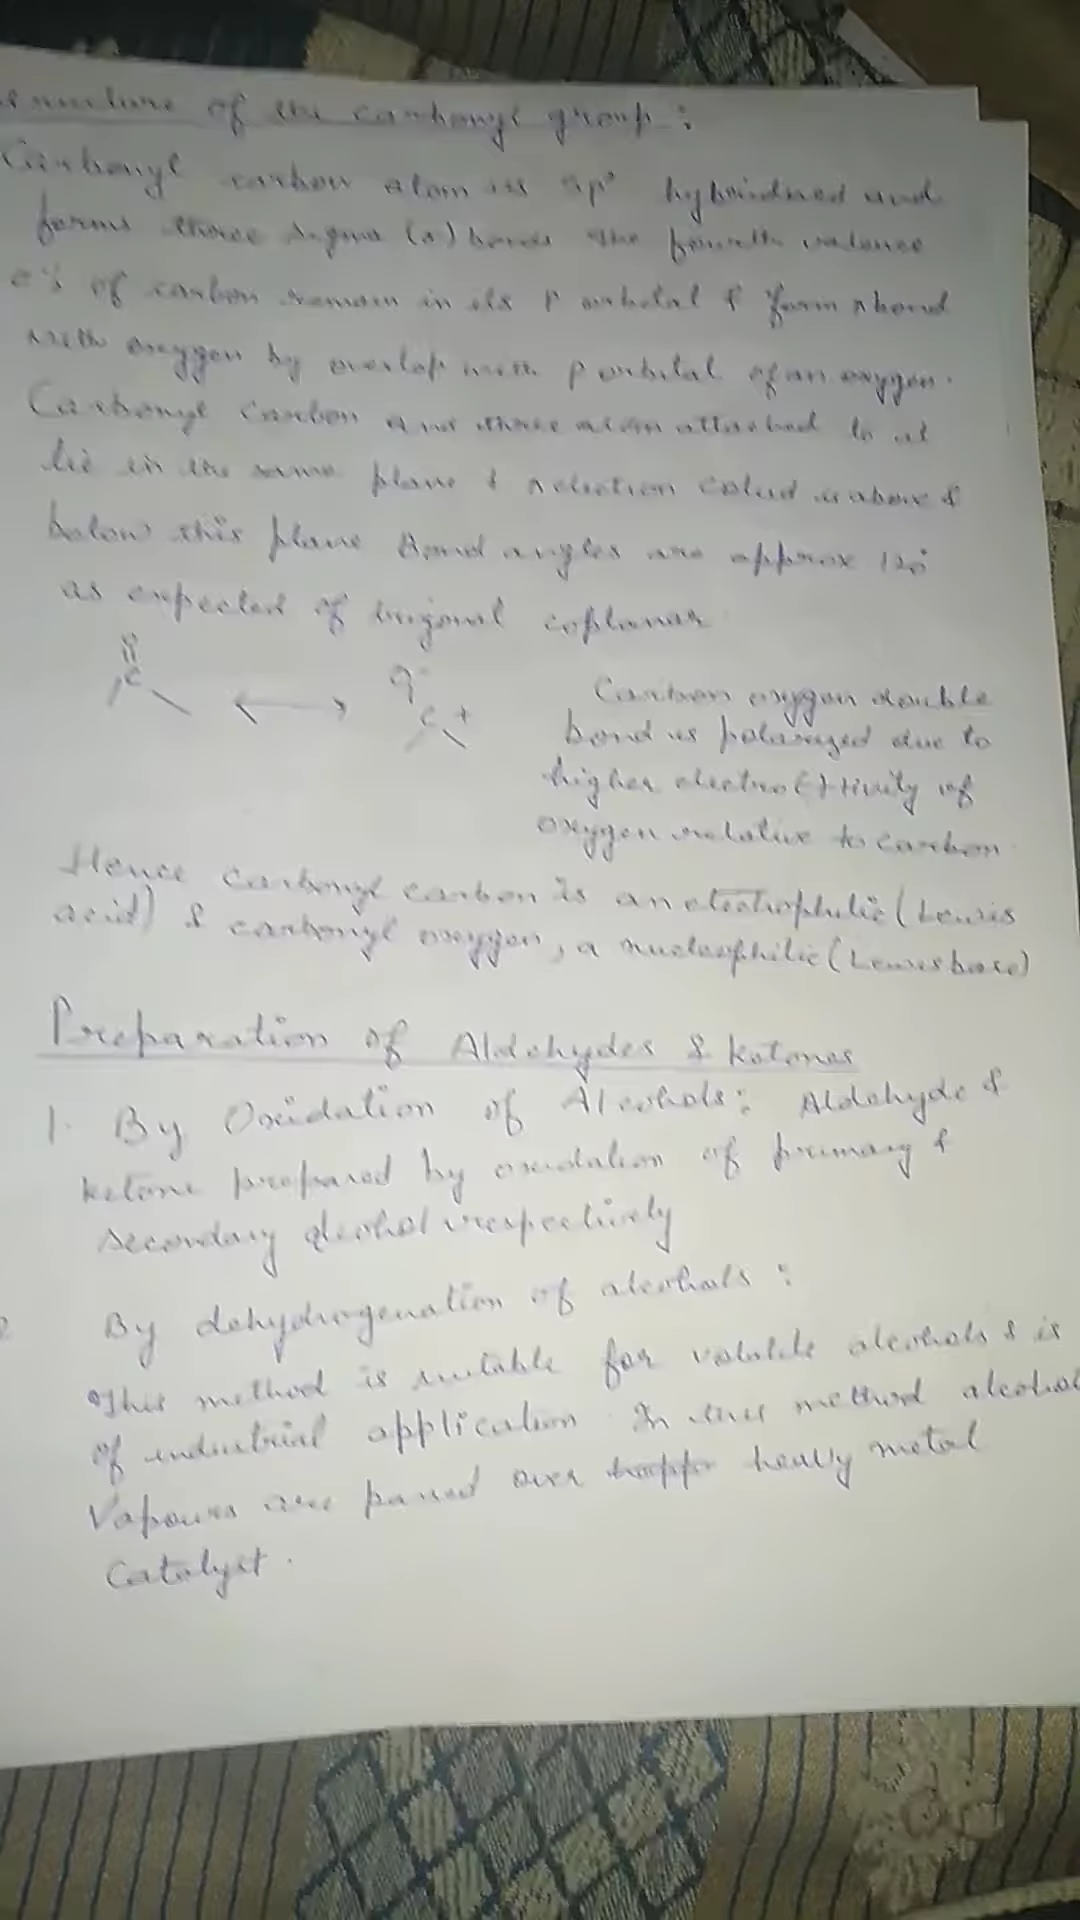 of the carbonyl group :
Carbonyl carbon atom is sp² hybridised and
forms three sigma (s) bonds the fourth valence
of carbon remain in its P orbital & form π bond
with oxygen by overlap with p orbital of an oxygen.
Carbonyl carbon and three atom attached to it
lie in the same plane & π is above &
below this plane Bond angles are approx 120°
as expected of trigonal coplanar
O
C
O⁻
C +
Carbon oxygen double
bond is polarized due to
higher electro(-)tivity of
oxygen relative to carbon.
Hence carbonyl carbon is an electrophilic (Lewis
acid) & carbonyl oxygen, a nucleophilic (Lewis base)
Preparation of Aldehydes & ketones
1. By Oxidation of Alcohols: Aldehyde &
ketone prepared by oxidation of primary &
secondary alcohol respectively
By dehydrogenation of alcohols :
This method is suitable for volatile alcohols & is
of industrial application. In this method alcohol
Vapours are passed over heavy metal
Catalyst.